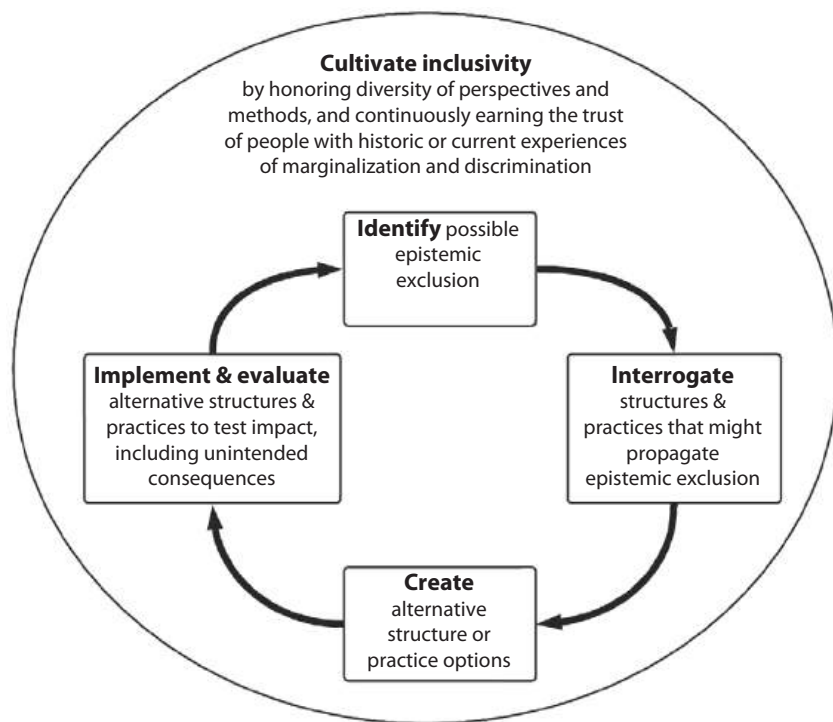 Cultivate inclusivity
by honoring diversity of perspectives and
methods, and continuously earning the trust
of people with historic or current experiences
of marginalization and discrimination
Identify possible
epistemic
exclusion
Interrogate
structures &
practices that might
propagate
epistemic exclusion
Create
alternative
structure or
practice options
Implement & evaluate
alternative structures &
practices to test impact,
including unintended
consequences